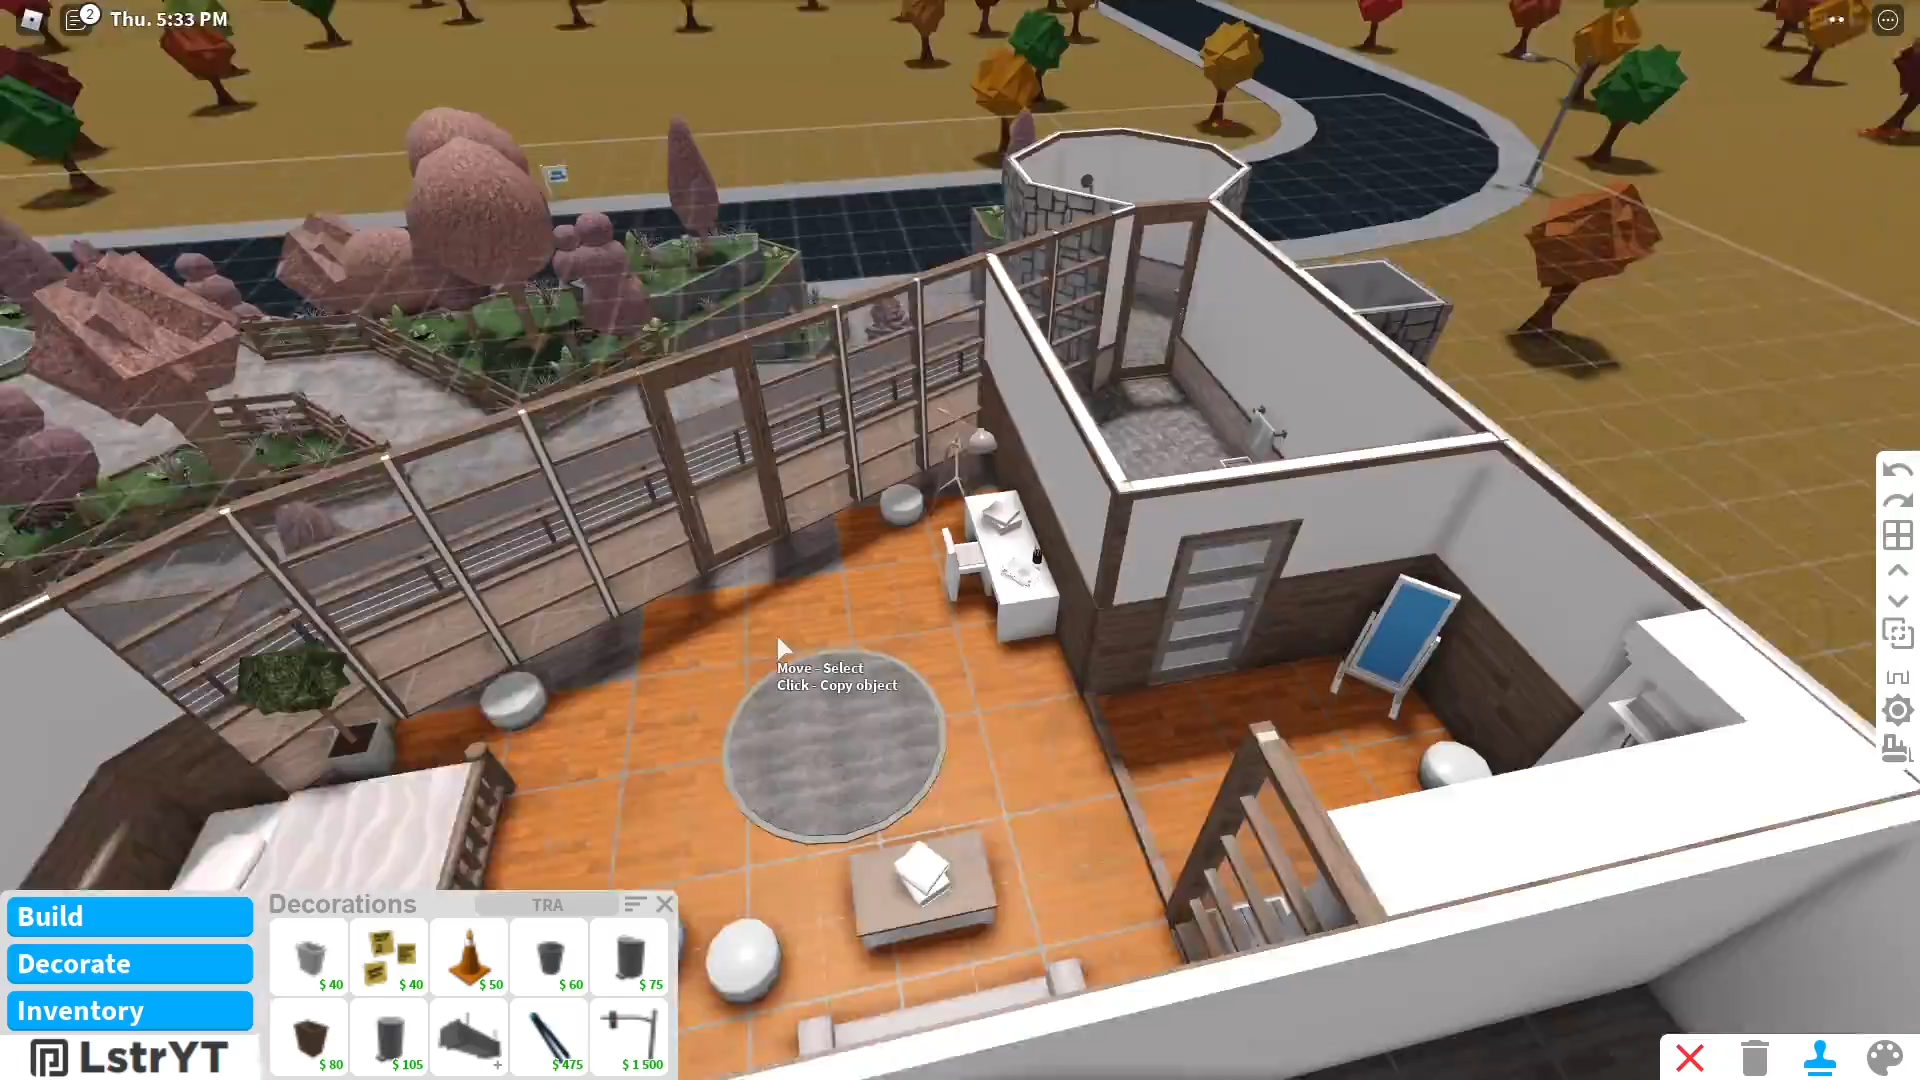 2
Thu. 5:33 PM
Move - Select
Click - Copy object
Build
Decorate
Inventory
LstrYT
Decorations
TRA
$ 40
$ 40
$ 50
$ 60
$ 75
$ 80
$ 105
+
$ 475
$ 1 500